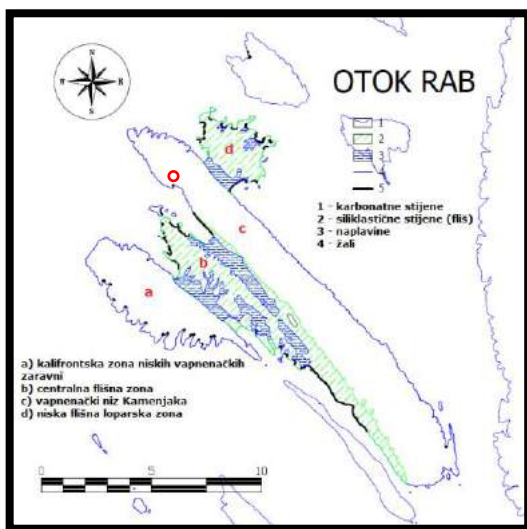 N
W
E
S
OTOK RAB
1
2
3
4
5
1 - karbonatne stijene
2 - siliklastične stijene (fliš)
3 - naplavine
4 - žali
d
c
b
a
a) kalifrontska zona niskih vapnenačkih
zaravni
b) centralna flišna zona
c) vapnenački niz Kamenjaka
d) niska flišna loparska zona
0 5 10